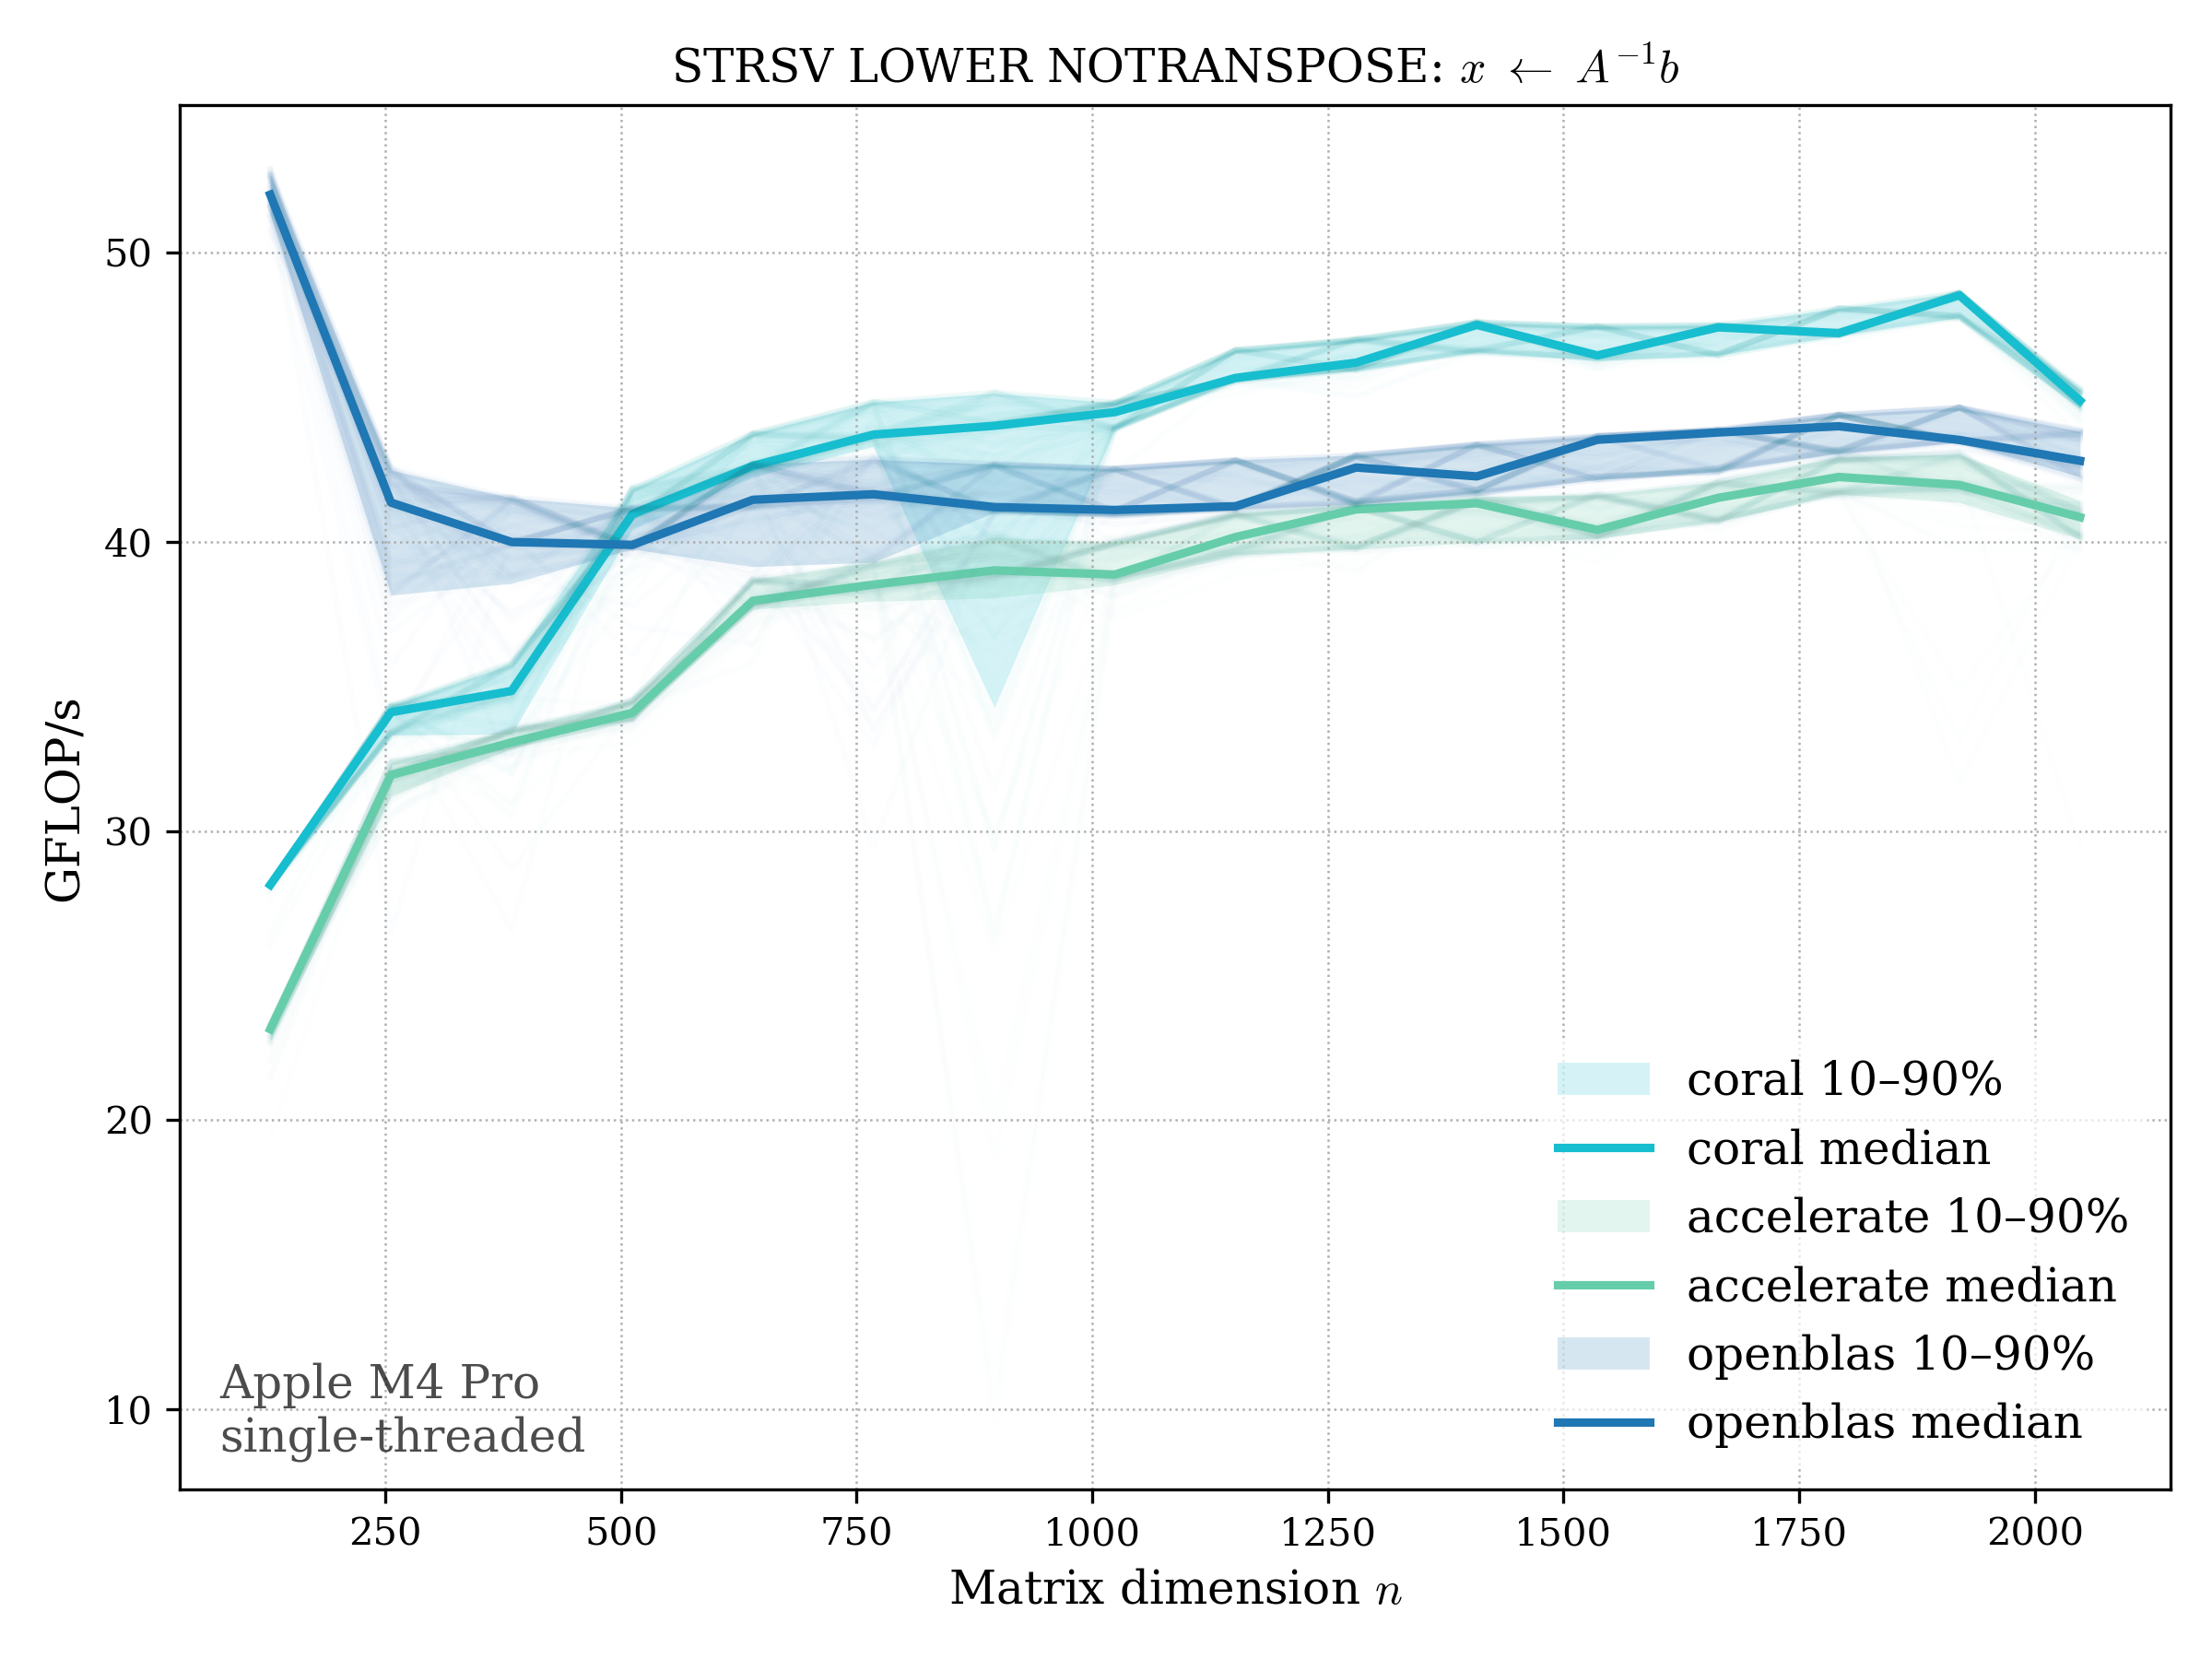 STRSV LOWER NOTRANSPOSE: x ← A⁻¹b
GFLOP/s
50
40
30
20
10
Apple M4 Pro
single-threaded
coral 10–90%
coral median
accelerate 10–90%
accelerate median
openblas 10–90%
openblas median
250 500 750 1000 1250 1500 1750 2000
Matrix dimension n